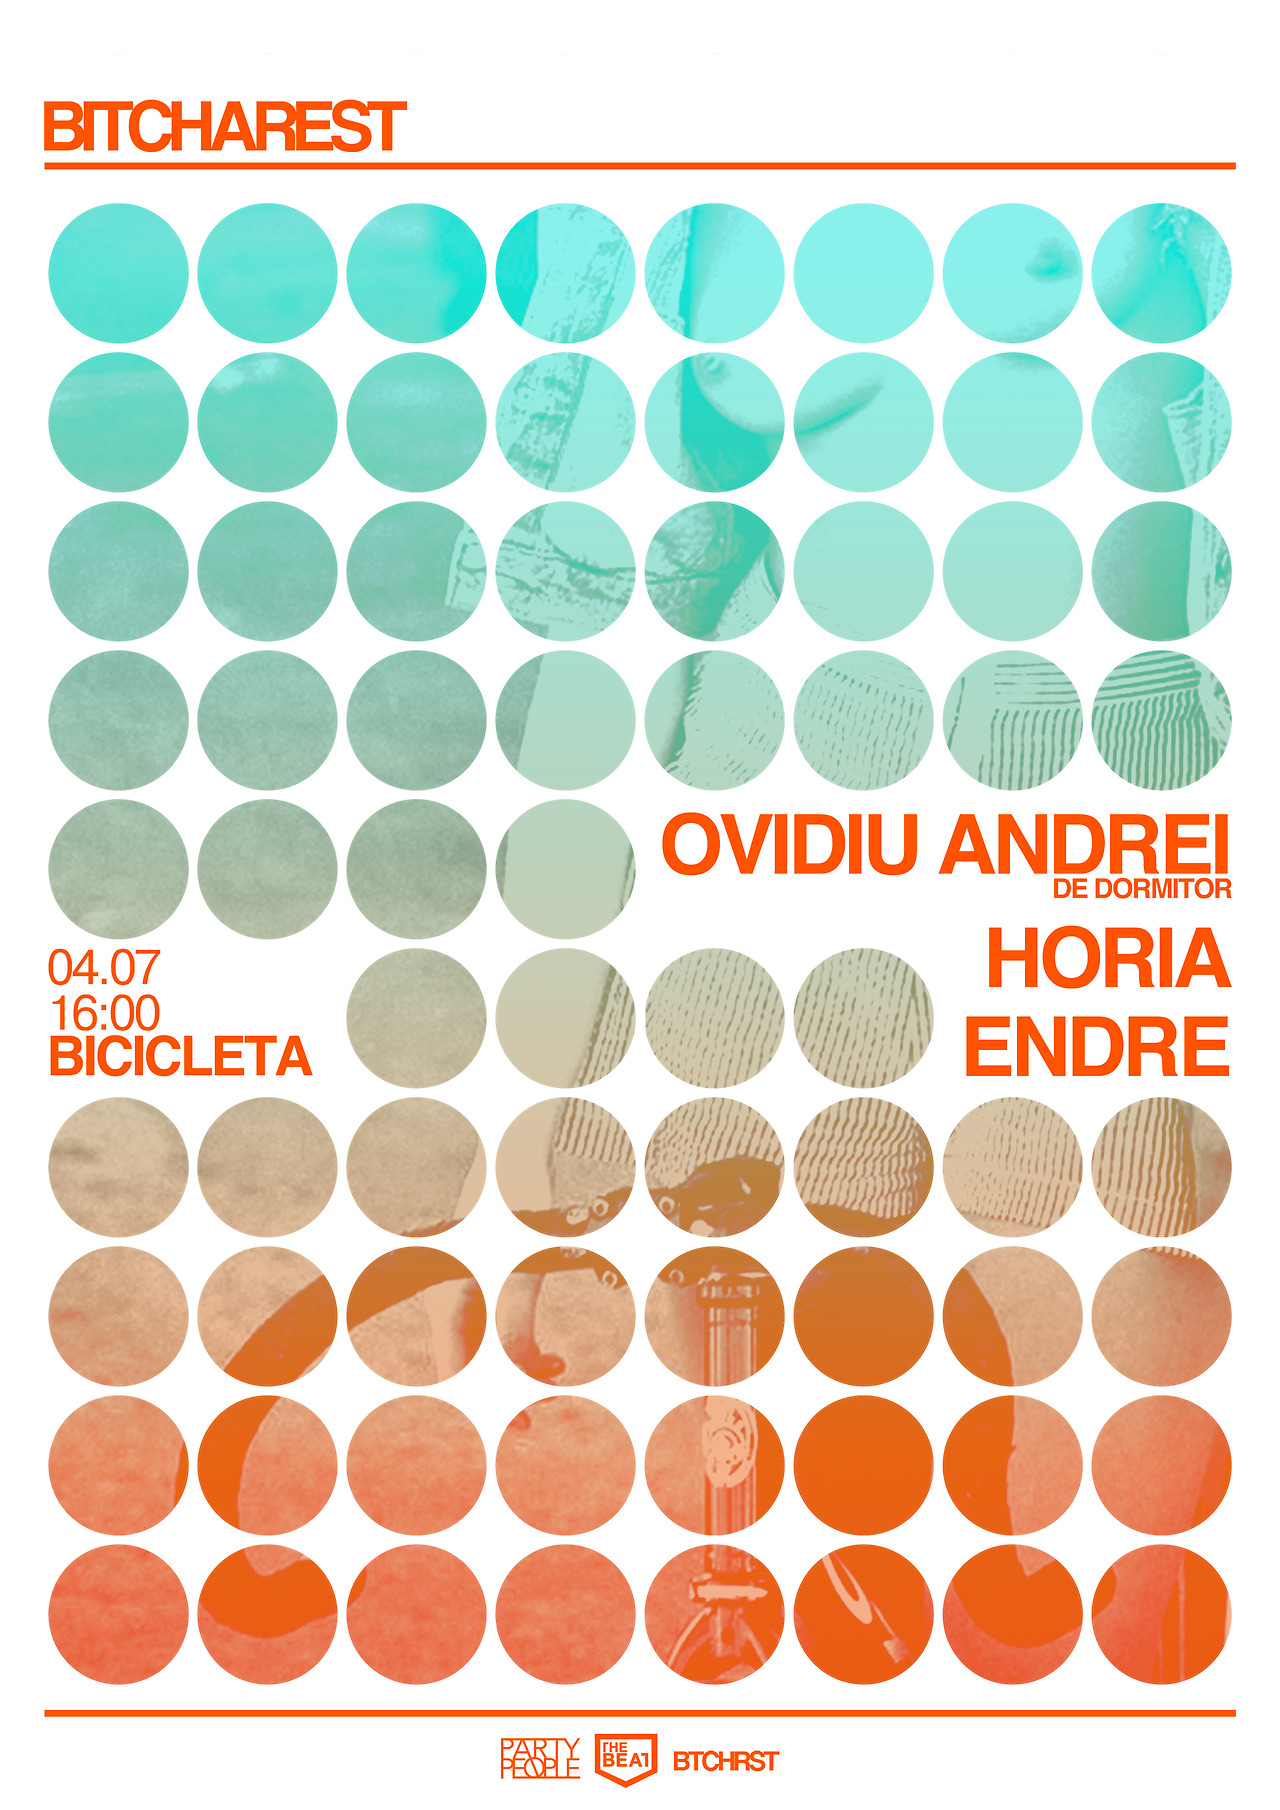 BITCHAREST
OVIDIU ANDREI
DE DORMITOR
HORIA
ENDRE
04.07
16:00
BICICLETA
PARTY
PEOPLE
THE
BEAT
BTCHRST